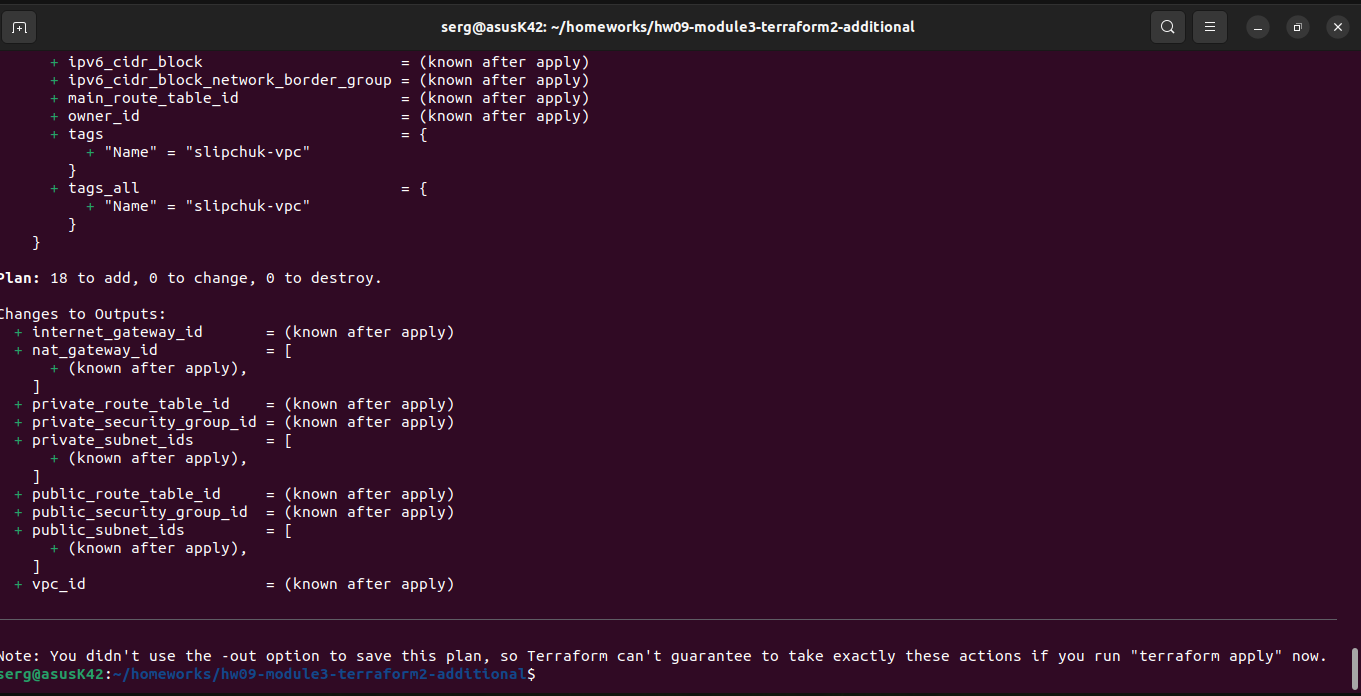 serg@asusK42: ~/homeworks/hw09-module3-terraform2-additional
+ ipv6_cidr_block = (known after apply)
+ ipv6_cidr_block_network_border_group = (known after apply)
+ main_route_table_id = (known after apply)
+ owner_id = (known after apply)
+ tags = {
+ "Name" = "slipchuk-vpc"
}
+ tags_all = {
+ "Name" = "slipchuk-vpc"
}
}
Plan: 18 to add, 0 to change, 0 to destroy.
Changes to Outputs:
+ internet_gateway_id = (known after apply)
+ nat_gateway_id = [
+ (known after apply),
]
+ private_route_table_id = (known after apply)
+ private_security_group_id = (known after apply)
+ private_subnet_ids = [
+ (known after apply),
]
+ public_route_table_id = (known after apply)
+ public_security_group_id = (known after apply)
+ public_subnet_ids = [
+ (known after apply),
]
+ vpc_id = (known after apply)
Note: You didn't use the -out option to save this plan, so Terraform can't guarantee to take exactly these actions if you run "terraform apply" now.
serg@asusK42:~/homeworks/hw09-module3-terraform2-additional$